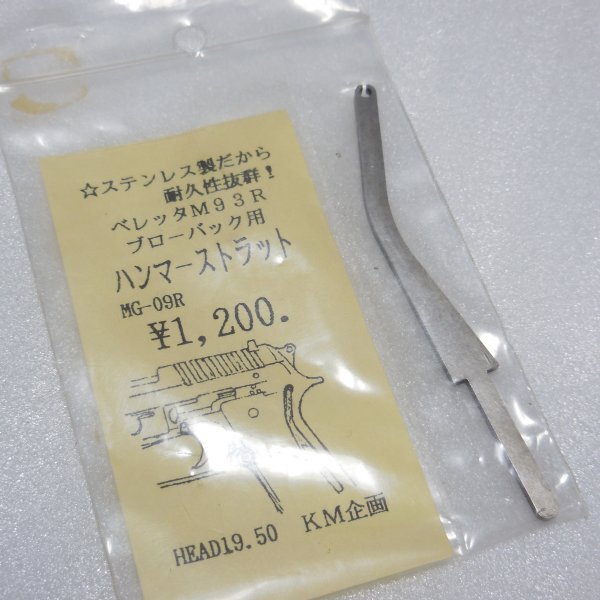 ☆ステンレス製だから
耐久性抜群!
ベレッタM93R
ブローバック用
ハンマーストラット
MG-09R
¥1,200.
HEAD19.50 KM企画